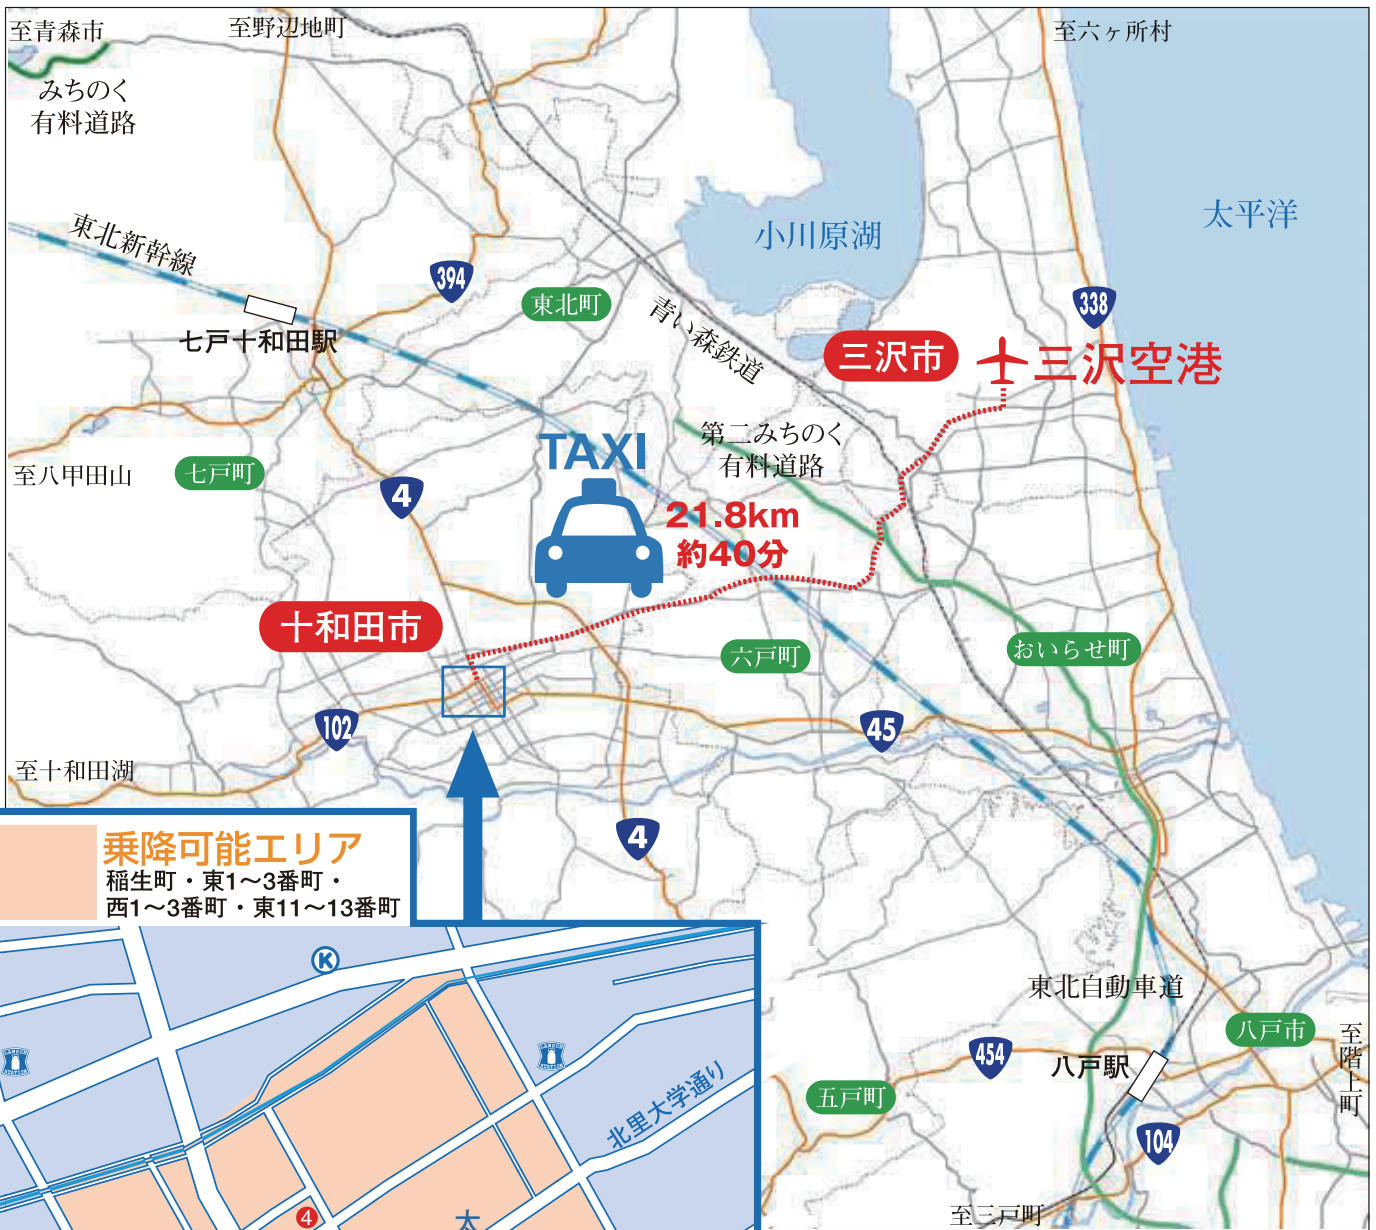 至青森市
至野辺地町
至六ヶ所村
みちのく
有料道路
太平洋
小川原湖
東北新幹線
394
東北町
338
青い森鉄道
七戸十和田駅
三沢市
三沢空港
第二みちのく
有料道路
TAXI
至八甲田山
七戸町
4
21.8km
約40分
十和田市
六戸町
おいらせ町
102
45
至十和田湖
4
乗降可能エリア
稲生町・東1〜3番町・
西1〜3番町・東11〜13番町
K
東北自動車道
八戸市
至階上町
454
八戸駅
五戸町
北里大学通り
104
4
太
至三戸町